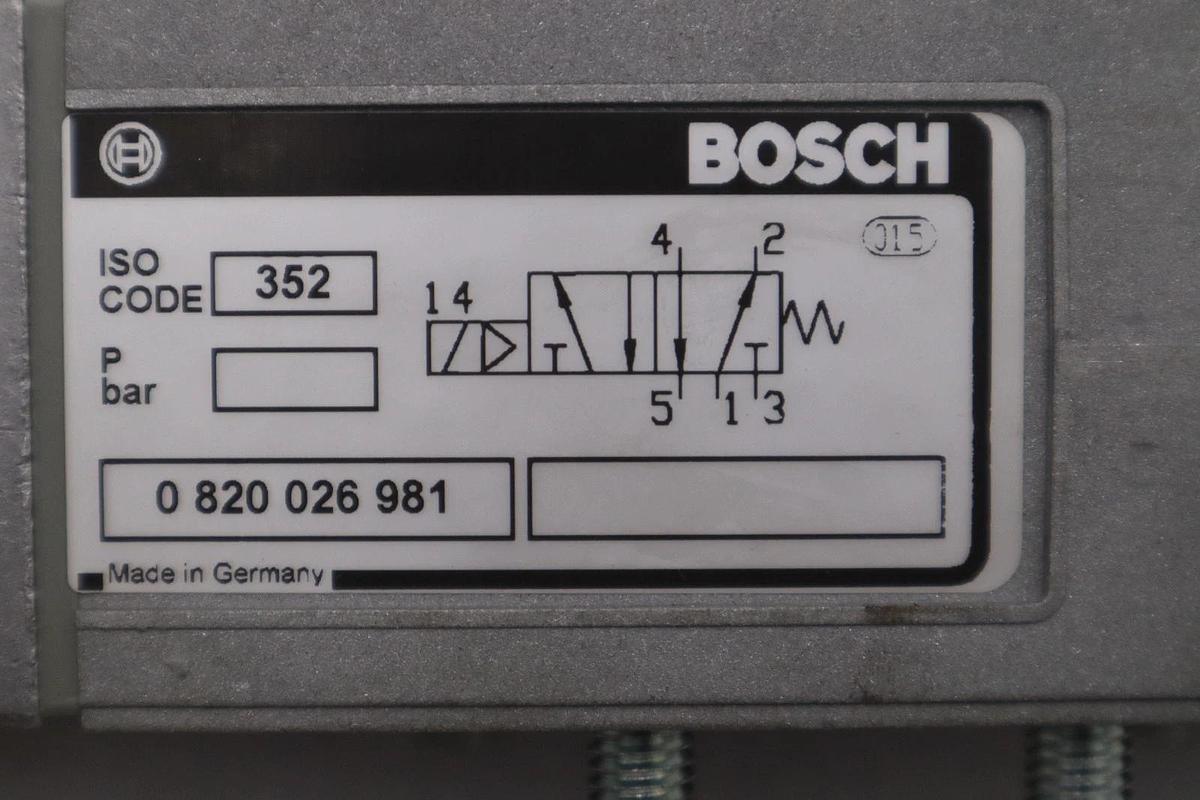 BOSCH
015
ISO
CODE
352
P
bar
4 2
14
5 1 3
0 820 026 981
Made in Germany